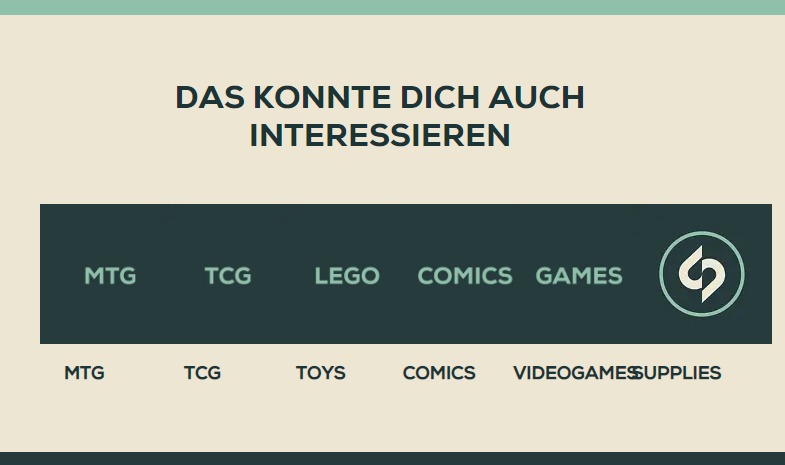 DAS KONNTE DICH AUCH
INTERESSIEREN
MTG TCG LEGO COMICS GAMES
MTG TCG TOYS COMICS VIDEOGAMES SUPPLIES